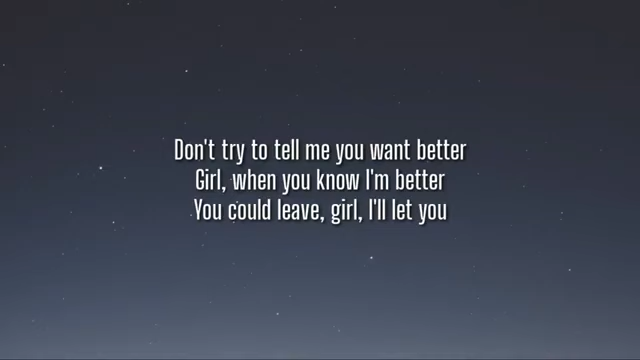 Don't try to tell me you want better
Girl, when you know I'm better
You could leave, girl, I'll let you